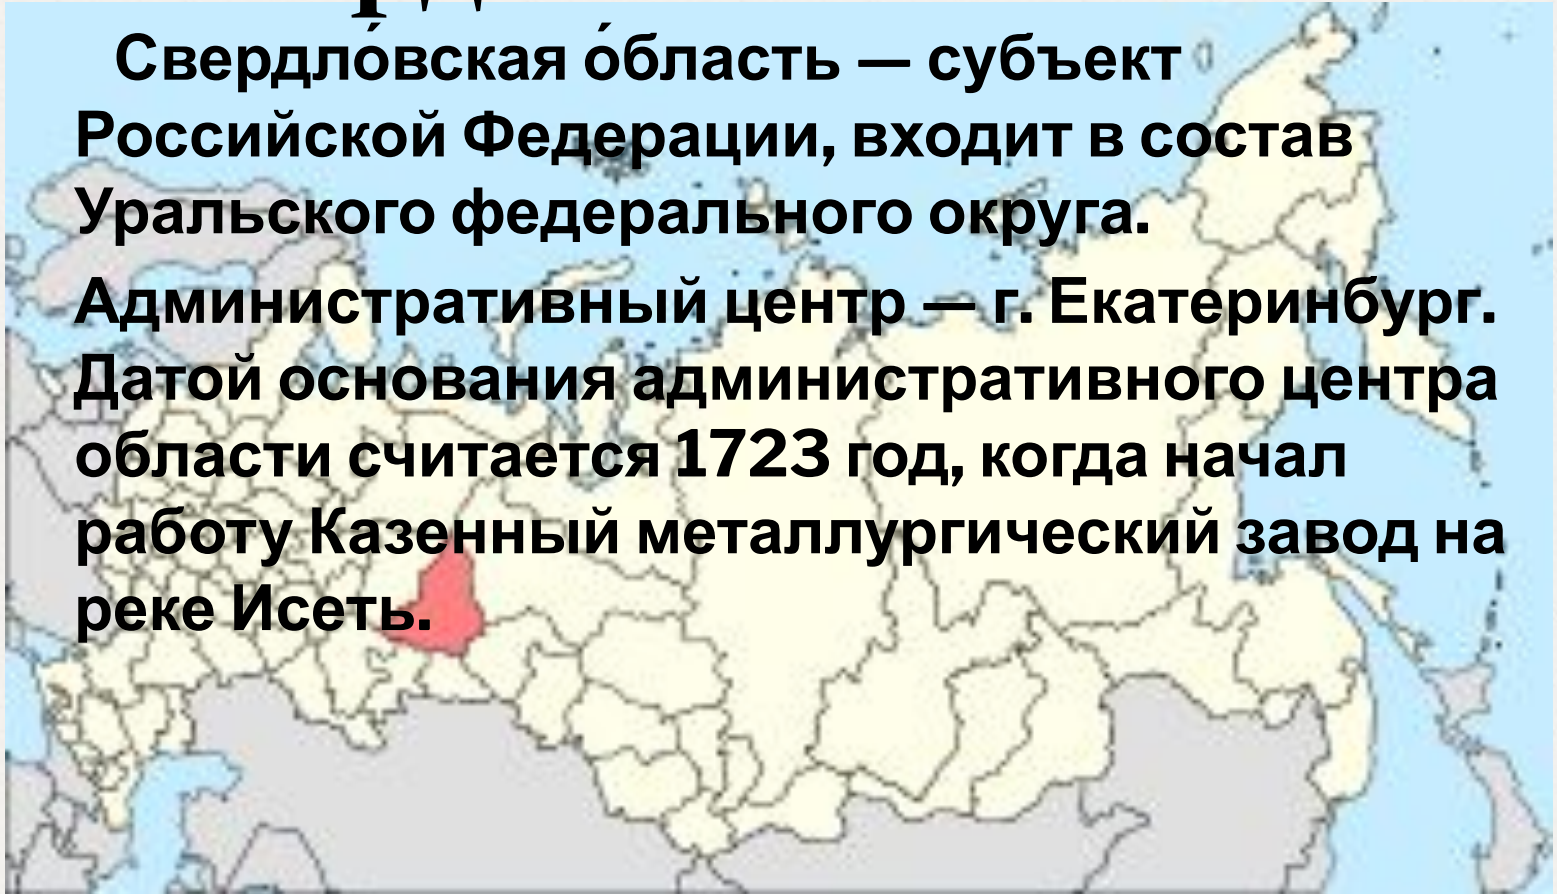 Свердло́вская о́бласть — субъект
Российской Федерации, входит в состав
Уральского федерального округа.
Административный центр — г. Екатеринбург.
Датой основания административного центра
области считается 1723 год, когда начал
работу Казенный металлургический завод на
реке Исеть.